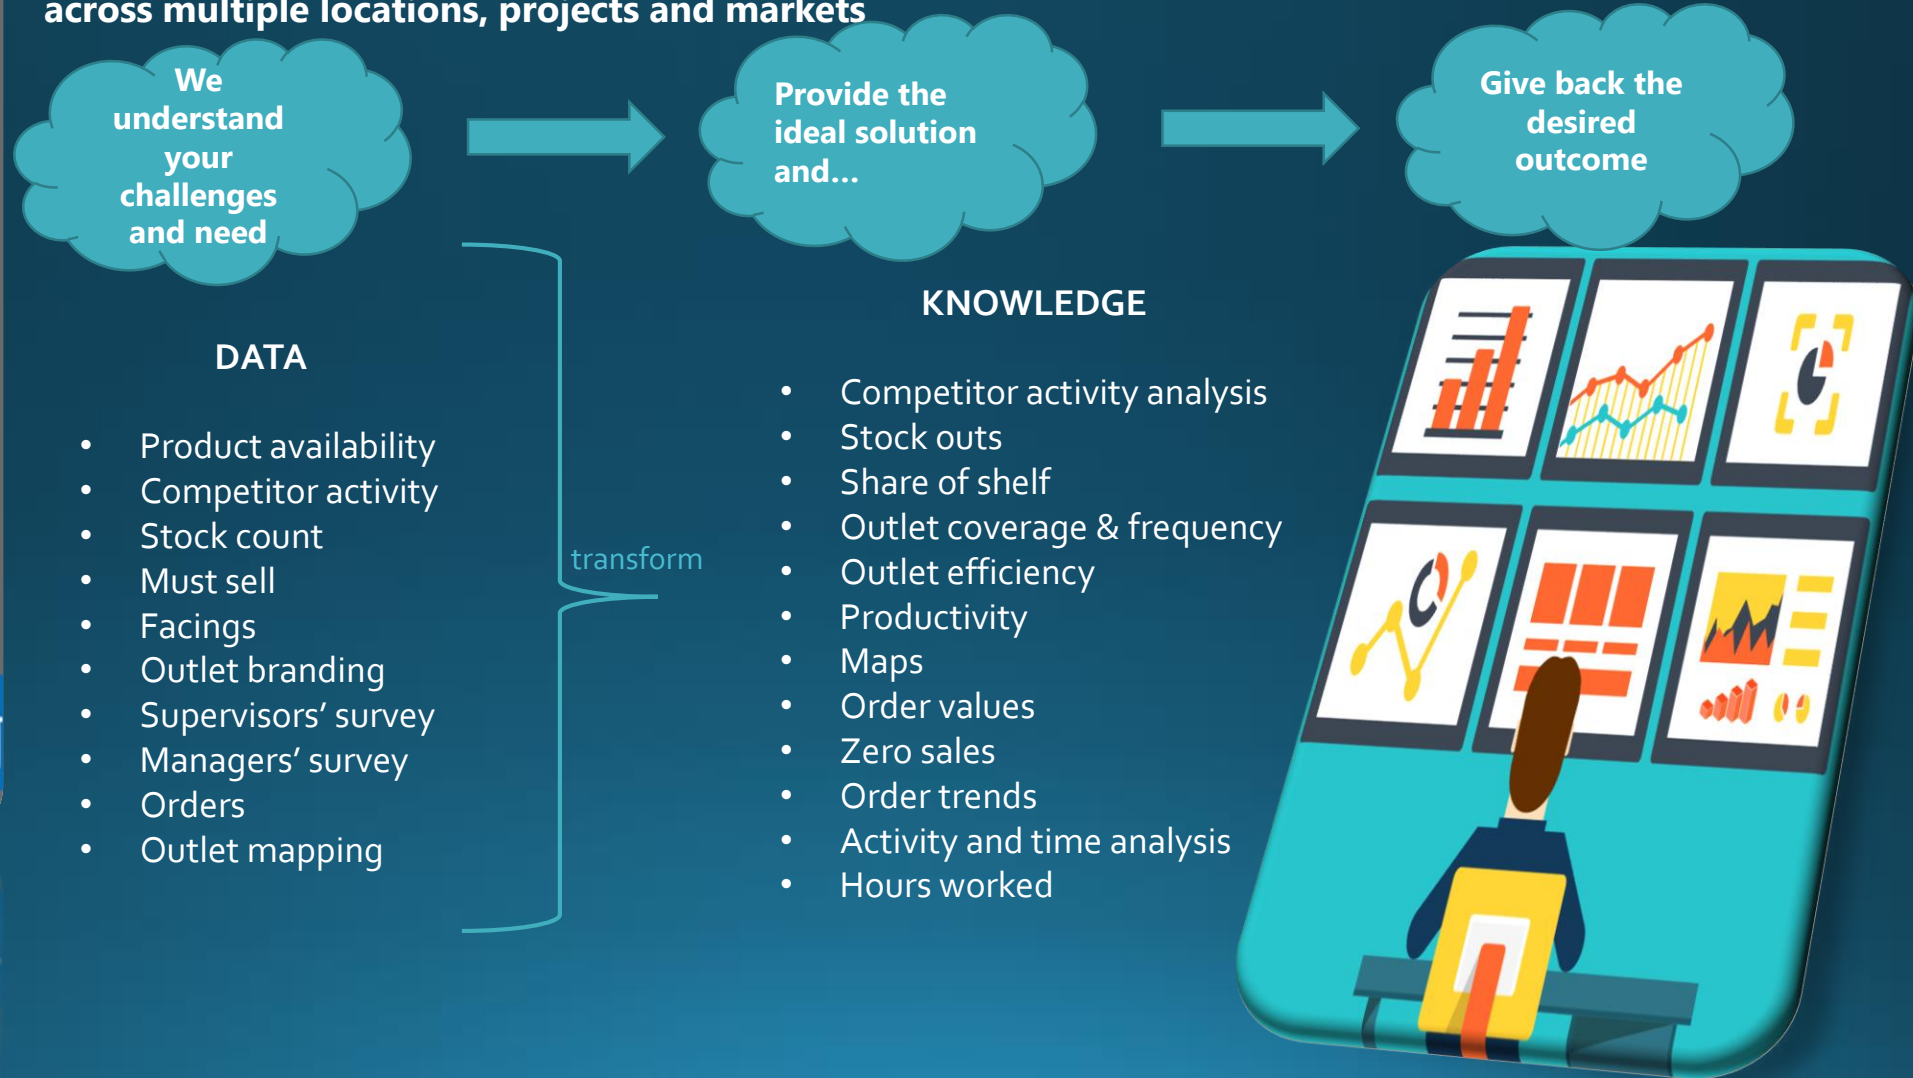 across multiple locations, projects and markets
We
understand
your
challenges
and need
Provide the
ideal solution
and...
Give back the
desired
outcome
DATA
• Product availability
• Competitor activity
• Stock count
• Must sell
• Facings
• Outlet branding
• Supervisors’ survey
• Managers’ survey
• Orders
• Outlet mapping
transform
KNOWLEDGE
• Competitor activity analysis
• Stock outs
• Share of shelf
• Outlet coverage & frequency
• Outlet efficiency
• Productivity
• Maps
• Order values
• Zero sales
• Order trends
• Activity and time analysis
• Hours worked